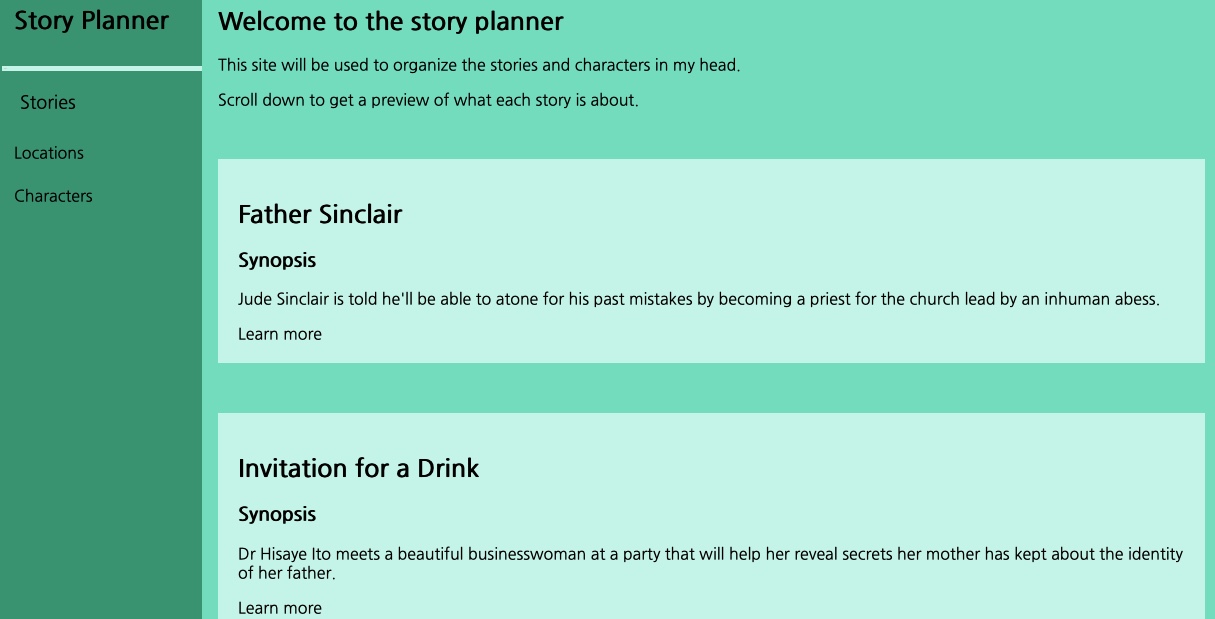 Story Planner
Stories
Locations
Characters
Welcome to the story planner
This site will be used to organize the stories and characters in my head.
Scroll down to get a preview of what each story is about.
Father Sinclair
Synopsis
Jude Sinclair is told he'll be able to atone for his past mistakes by becoming a priest for the church lead by an inhuman abess.
Learn more
Invitation for a Drink
Synopsis
Dr Hisaye Ito meets a beautiful businesswoman at a party that will help her reveal secrets her mother has kept about the identity
of her father.
Learn more